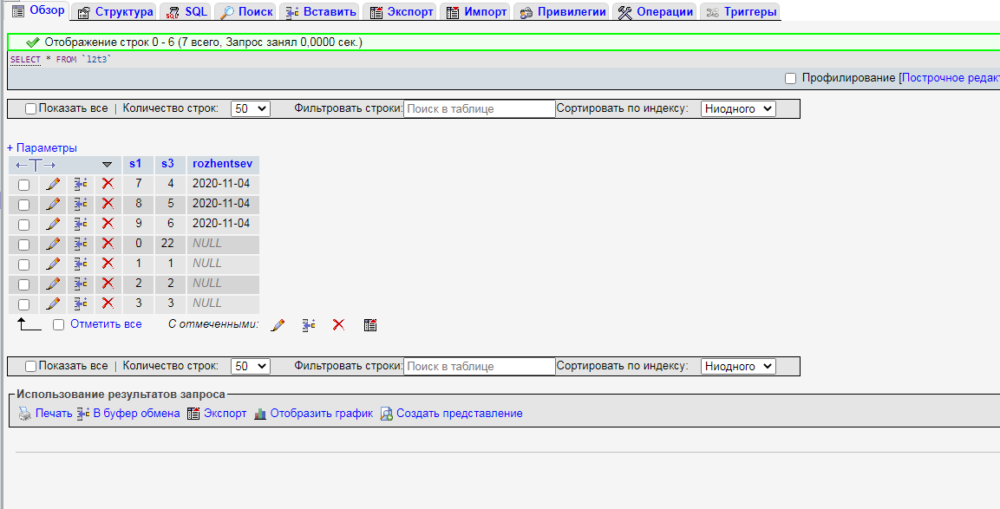 Обзор Структура SQL Поиск Вставить Экспорт Импорт Привилегии Операции Триггеры
Отображение строк 0 - 6 (7 всего, Запрос занял 0,0000 сек.)
SELECT * FROM `l2t3`
Профилирование [Построчное редакт
Показать все | Количество строк: 50 Фильтровать строки: Поиск в таблице Сортировать по индексу: Ниодного
+ Параметры
←T→ s1 s3 rozhentsev
7 4 2020-11-04
8 5 2020-11-04
9 6 2020-11-04
0 22 NULL
1 1 NULL
2 2 NULL
3 3 NULL
Отметить все С отмеченными:
Показать все | Количество строк: 50 Фильтровать строки: Поиск в таблице Сортировать по индексу: Ниодного
Использование результатов запроса
Печать В буфер обмена Экспорт Отобразить график Создать представление